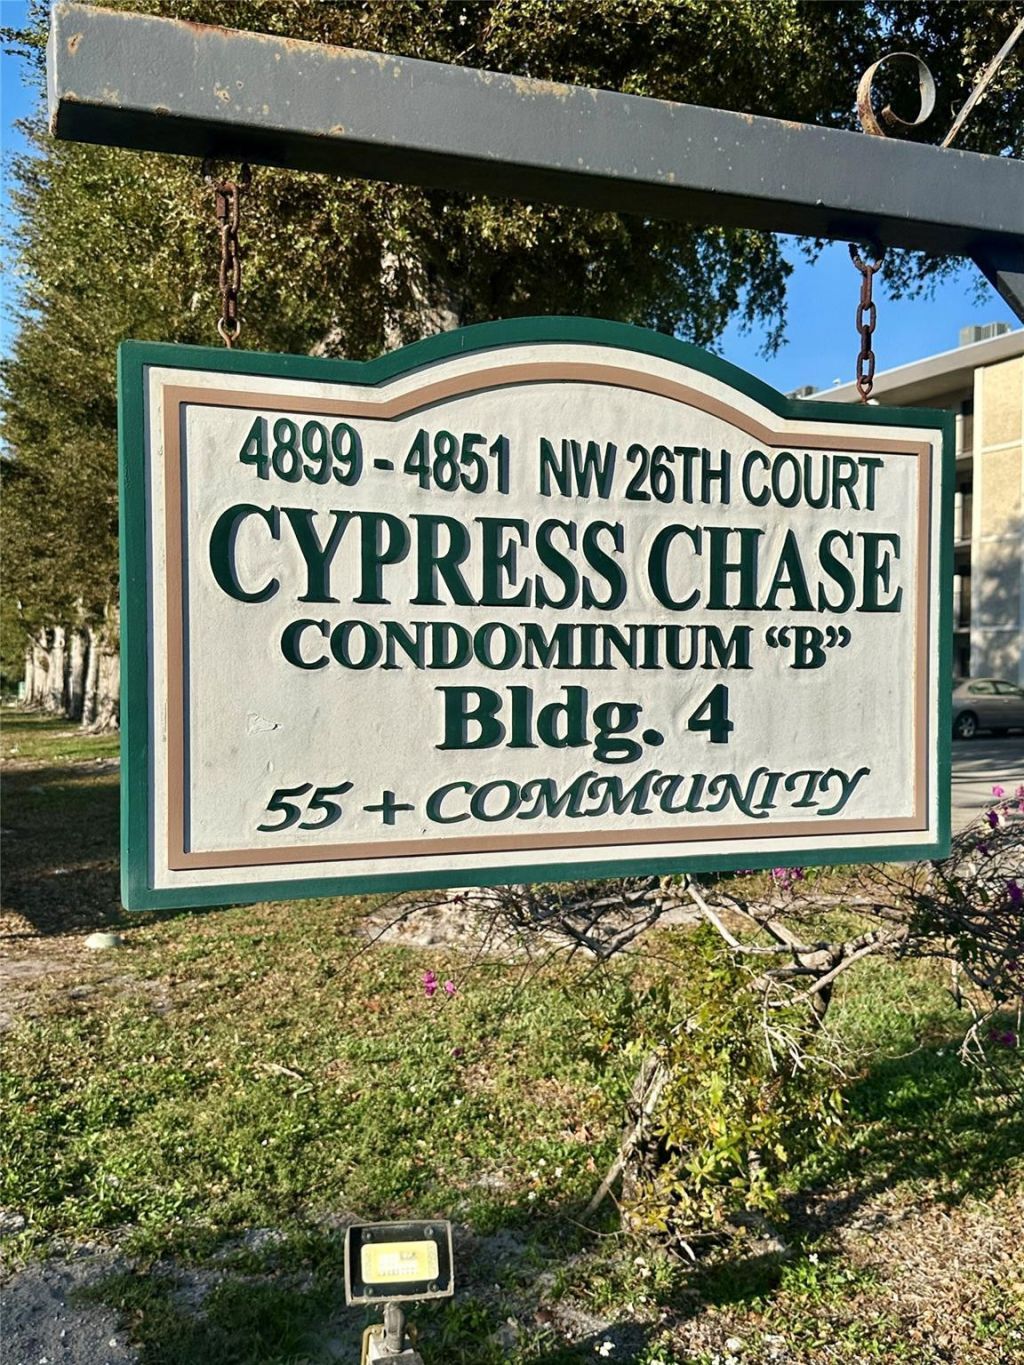 4899 - 4851 NW 26TH COURT
CYPRESS CHASE
CONDOMINIUM “B”
Bldg. 4
55 + COMMUNITY